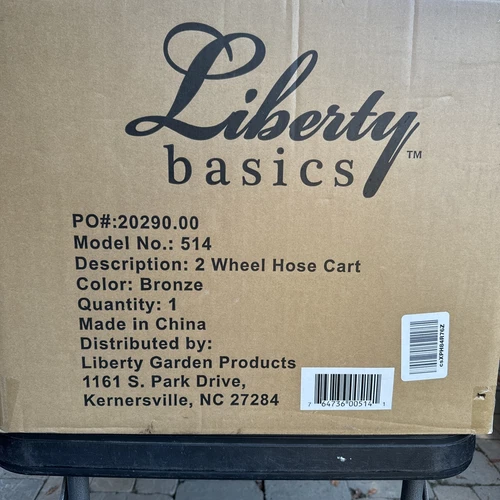 Liberty
basics™
PO#:20290.00
Model No.: 514
Description: 2 Wheel Hose Cart
Color: Bronze
Quantity: 1
Made in China
Distributed by:
Liberty Garden Products
1161 S. Park Drive,
Kernersville, NC 27284
7 64736 00514 1
csXPH84R76Z